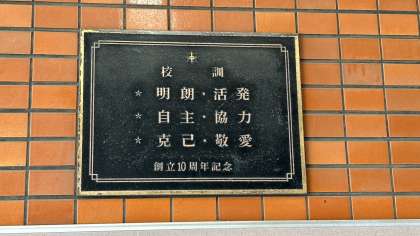 校訓
☆明朗・活発
☆自主・協力
☆克己・敬愛
創立10周年記念